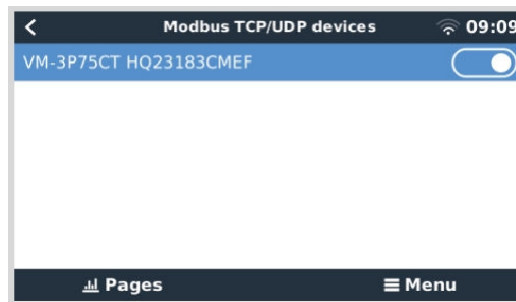 Modbus TCP/UDP devices 09:09
VM-3P75CT HQ23183CMEF
Pages Menu